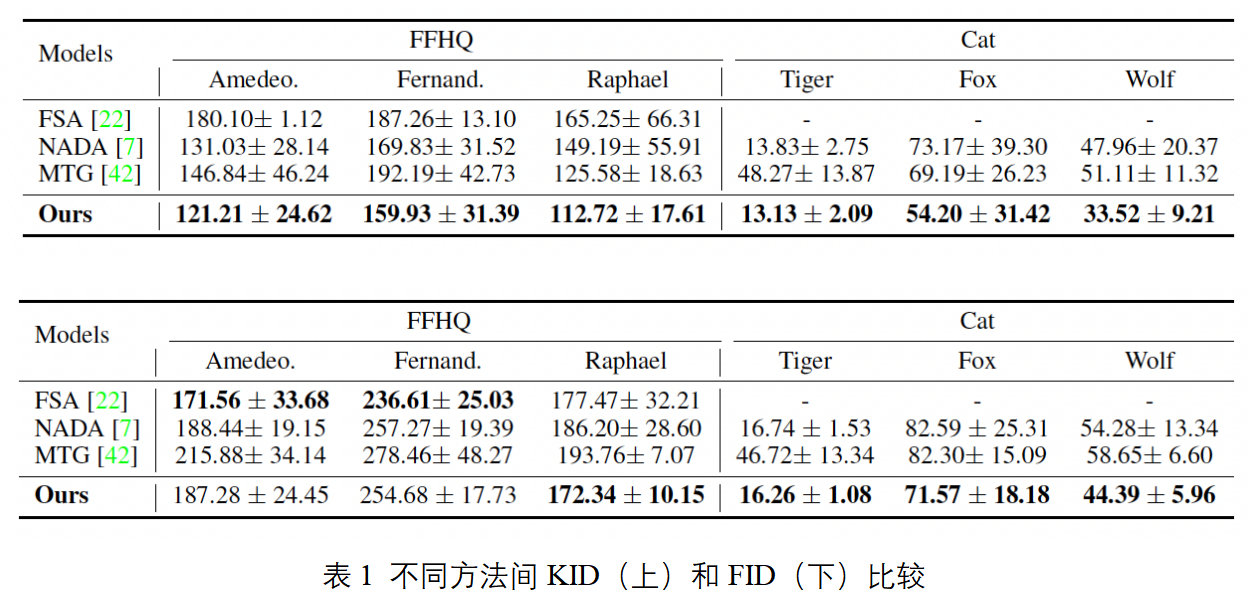 Models FFHQ Cat
Amedeo. Fernand. Raphael Tiger Fox Wolf
FSA [22] 180.10± 1.12 187.26± 13.10 165.25± 66.31 - - -
NADA [7] 131.03± 28.14 169.83± 31.52 149.19± 55.91 13.83± 2.75 73.17± 39.30 47.96± 20.37
MTG [42] 146.84± 46.24 192.19± 42.73 125.58± 18.63 48.27± 13.87 69.19± 26.23 51.11± 11.32
Ours 121.21 ± 24.62 159.93 ± 31.39 112.72 ± 17.61 13.13 ± 2.09 54.20 ± 31.42 33.52 ± 9.21
Models FFHQ Cat
Amedeo. Fernand. Raphael Tiger Fox Wolf
FSA [22] 171.56 ± 33.68 236.61± 25.03 177.47± 32.21 - - -
NADA [7] 188.44± 19.15 257.27± 19.39 186.20± 28.60 16.74 ± 1.53 82.59 ± 25.31 54.28± 13.34
MTG [42] 215.88± 34.14 278.46± 48.27 193.76± 7.07 46.72± 13.34 82.30± 15.09 58.65± 6.60
Ours 187.28 ± 24.45 254.68 ± 17.73 172.34 ± 10.15 16.26 ± 1.08 71.57 ± 18.18 44.39 ± 5.96
表 1 不同方法间 KID（上）和 FID（下）比较